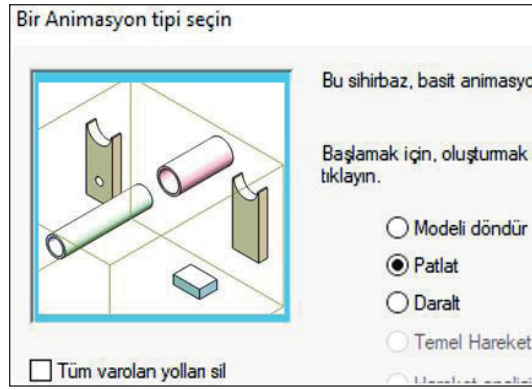 Bir Animasyon tipi seçin
Bu sihirbaz, basit animasyo
Başlamak için, oluşturmak
tıklayın.
Modeli döndür
Patlat
Daralt
Temel Hareket
Tüm varolan yolları sil